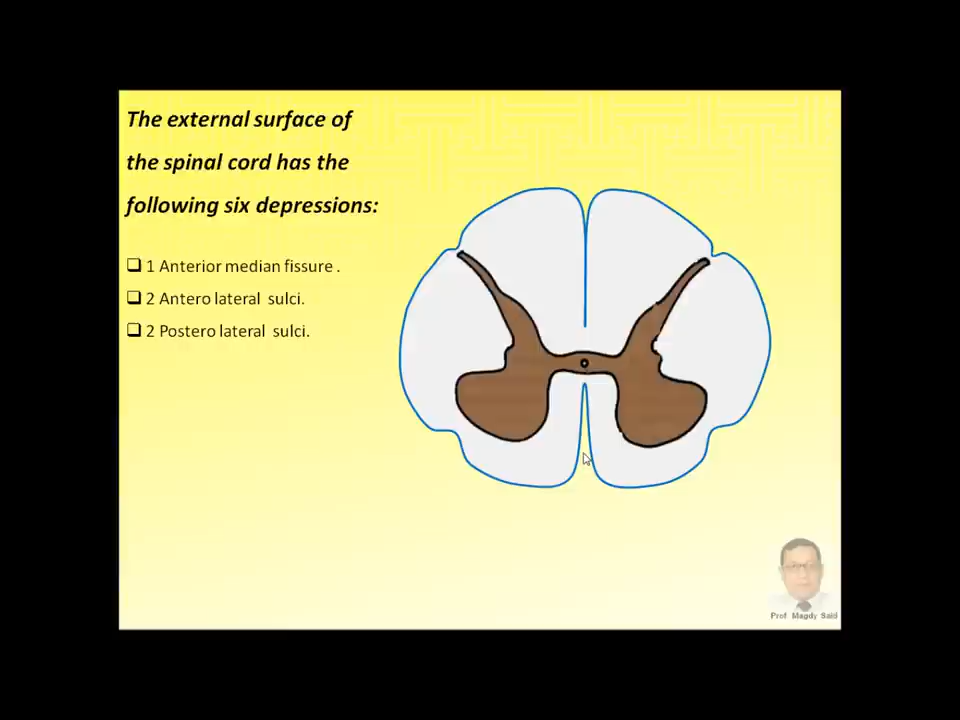 The external surface of
the spinal cord has the
following six depressions:
❑ 1 Anterior median fissure .
❑ 2 Antero lateral sulci.
❑ 2 Postero lateral sulci.
Prof. Magdy Said